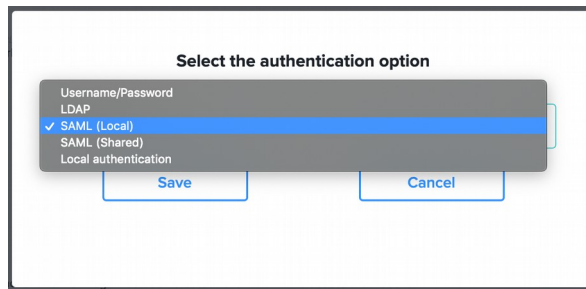 Select the authentication option
Username/Password
LDAP
✓ SAML (Local)
SAML (Shared)
Local authentication
Save
Cancel